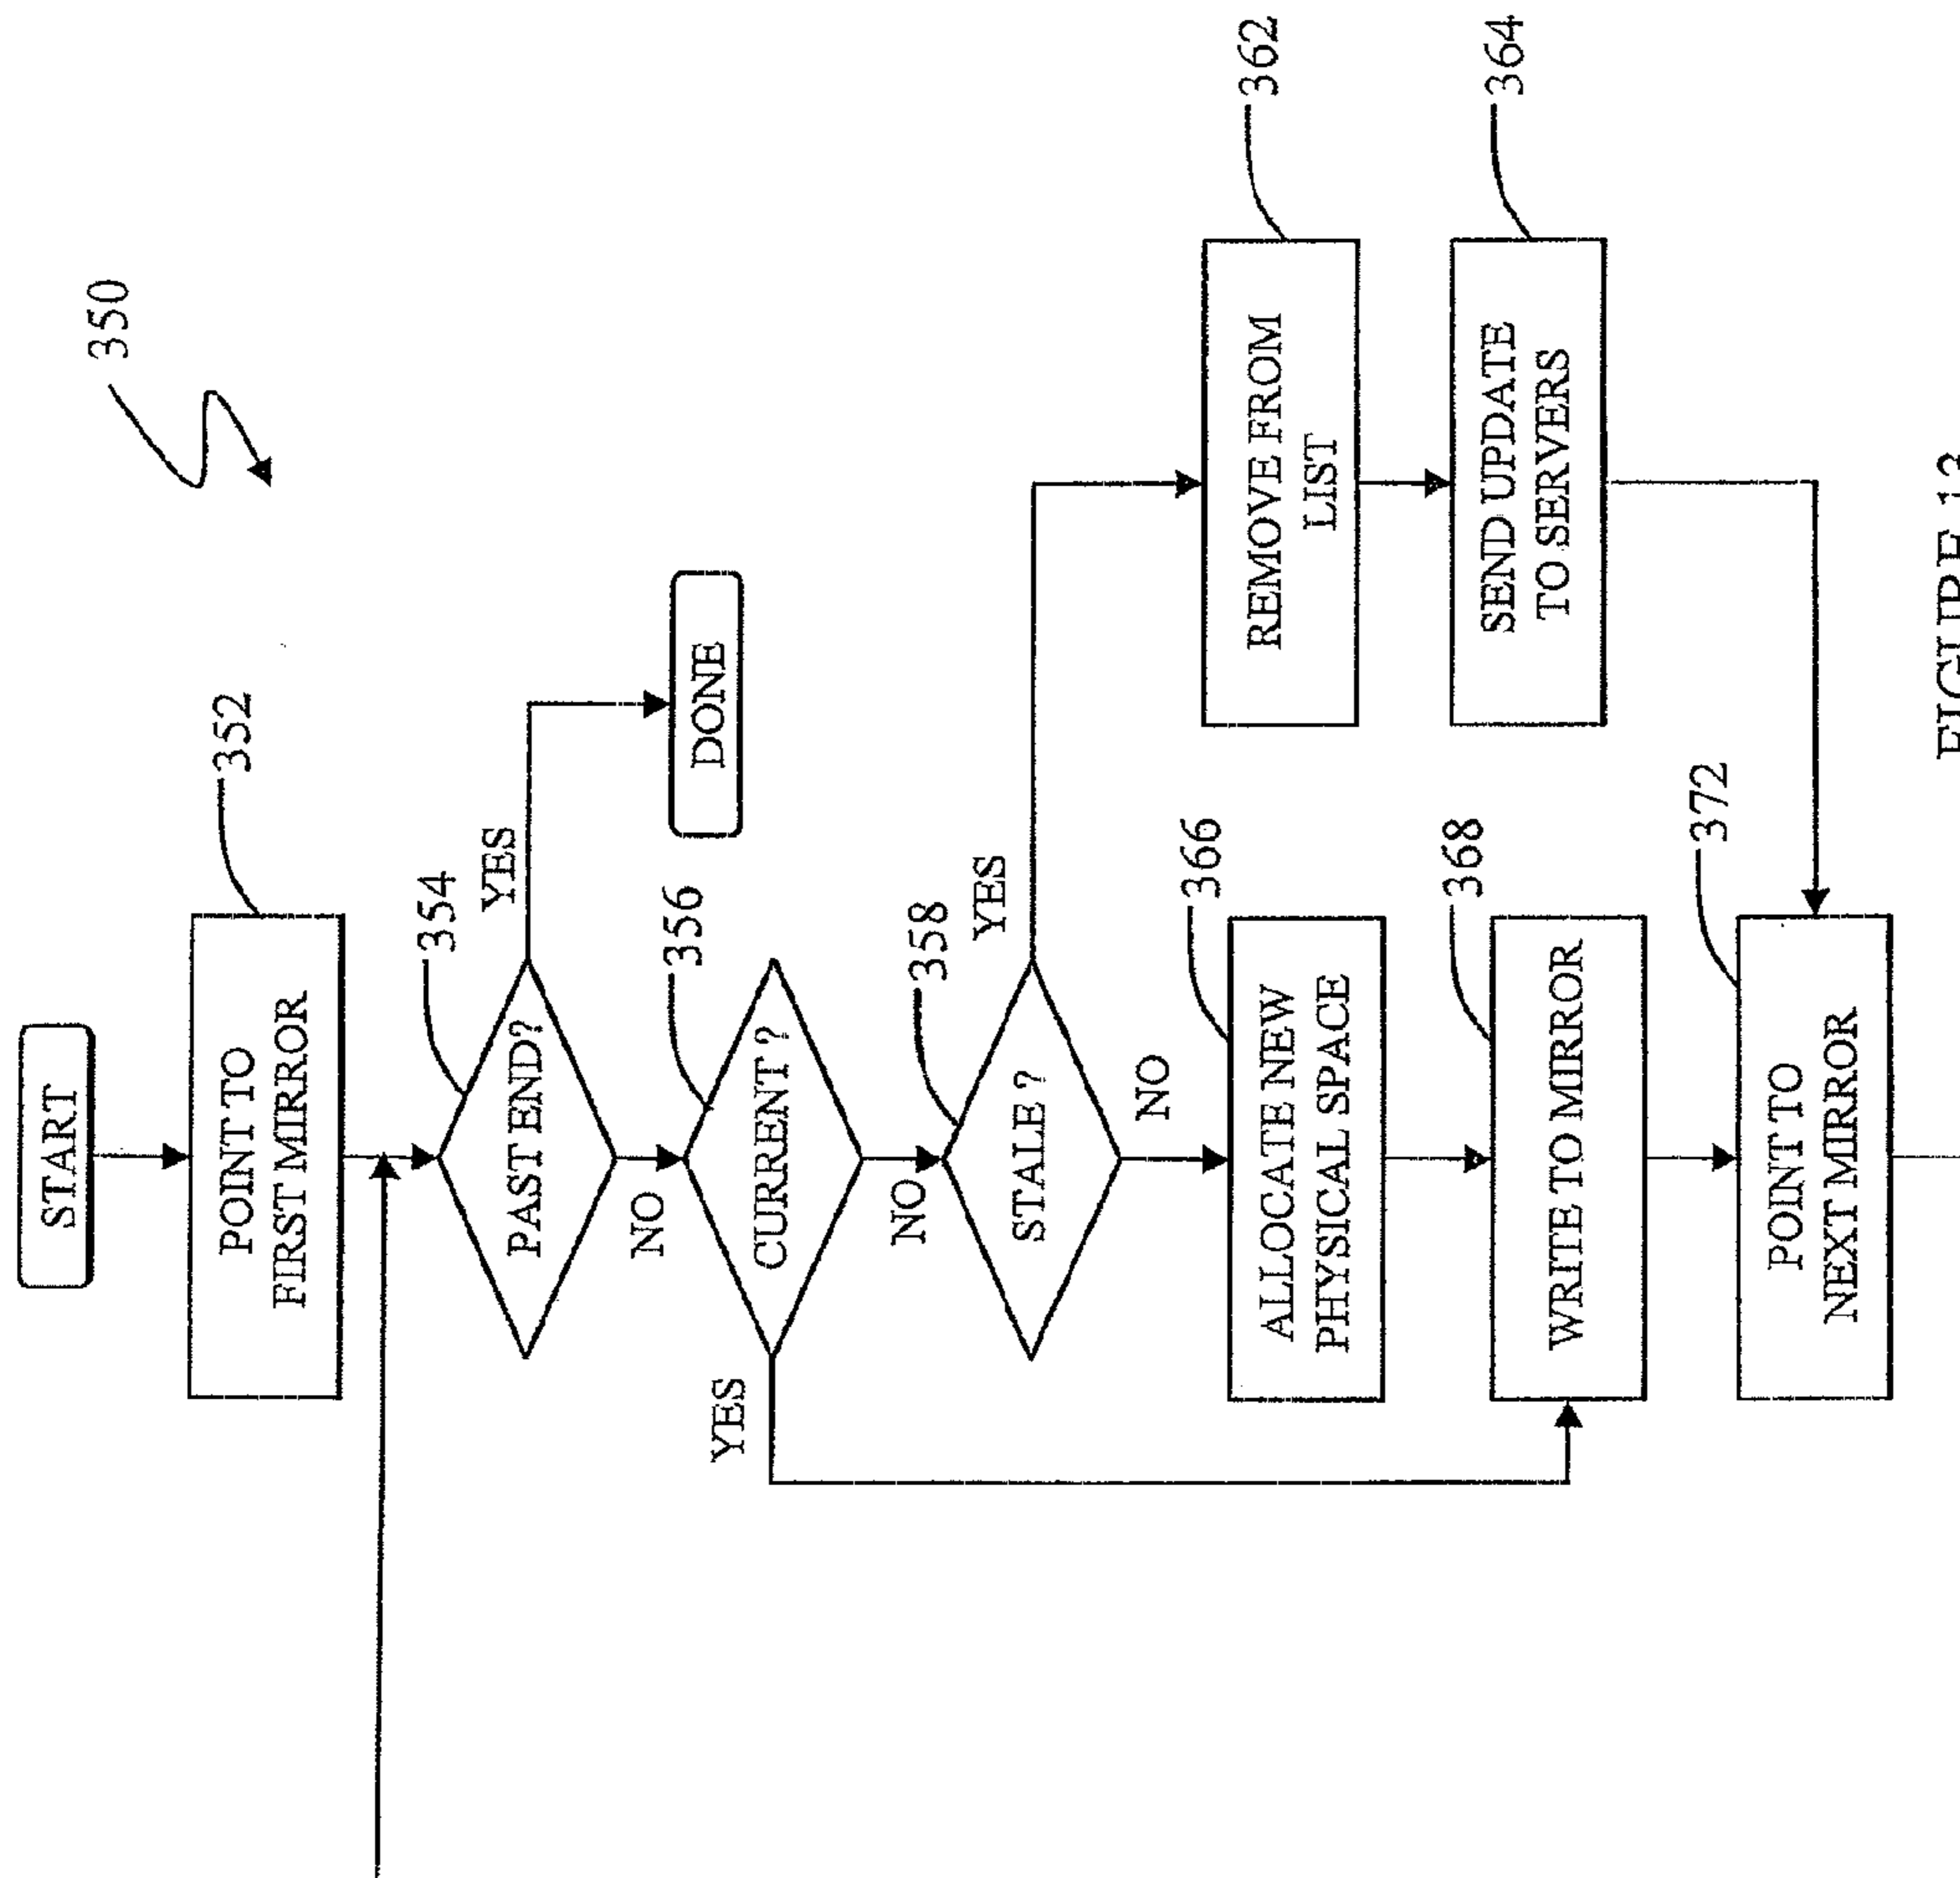 350
START
POINT TO
FIRST MIRROR
352
PAST END?
354
YES
DONE
NO
CURRENT ?
356
YES
NO
STALE ?
358
YES
REMOVE FROM
LIST
362
SEND UPDATE
TO SERVERS
364
NO
ALLOCATE NEW
PHYSICAL SPACE
366
WRITE TO MIRROR
368
POINT TO
NEXT MIRROR
372
FIGURE 13